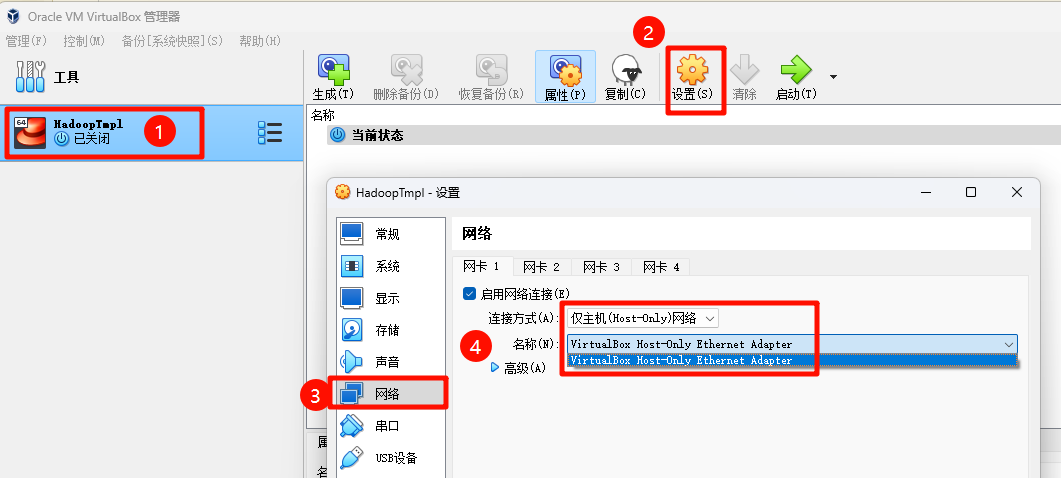 Oracle VM VirtualBox 管理器
管理(F) 控制(M) 备份[系统快照](S) 帮助(H)
工具
生成(T) 删除备份(D) 恢复备份(R) 属性(P) 复制(C) 设置(S) 清除 启动(T)
2
名称
当前状态
64
HadoopTmpl
已关闭
1
HadoopTmpl - 设置
常规
系统
显示
存储
声音
网络
串口
USB设备
3
网络
网卡 1 网卡 2 网卡 3 网卡 4
启用网络连接(E)
连接方式(A): 仅主机(Host-Only)网络
名称(N): VirtualBox Host-Only Ethernet Adapter
VirtualBox Host-Only Ethernet Adapter
4
高级(A)